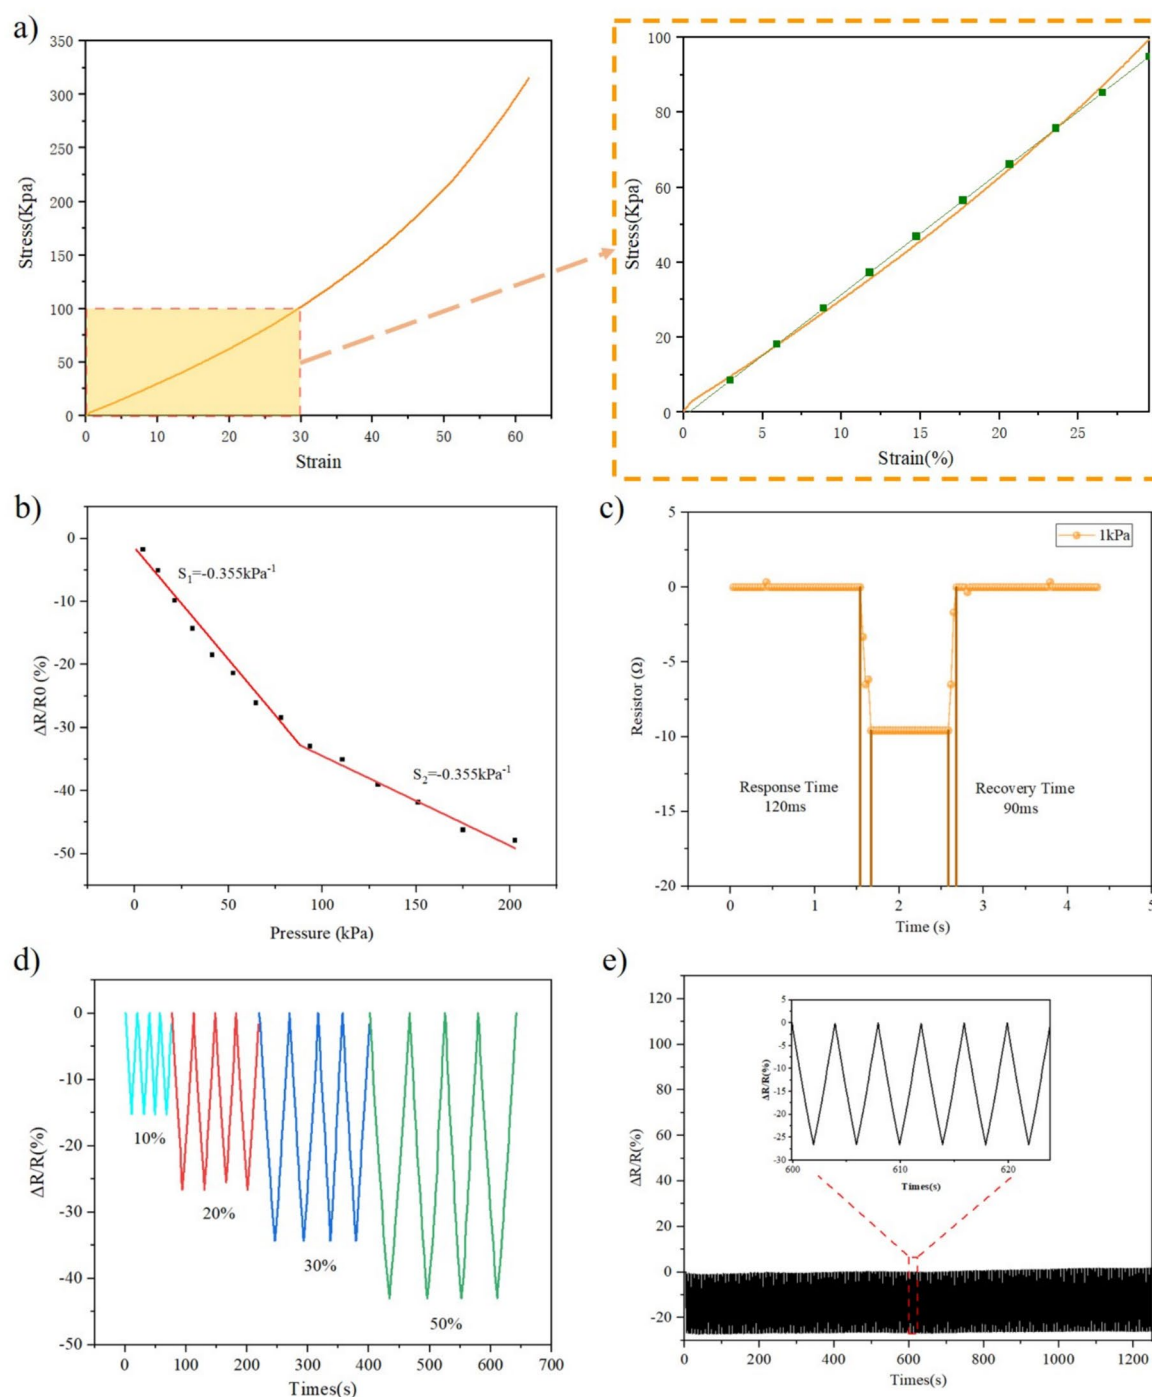 a)
350
300
250
200
150
100
50
0
Stress(Kpa)
0 10 20 30 40 50 60
Strain
100
80
60
40
20
0
Stress(Kpa)
0 5 10 15 20 25
Strain(%)
b)
0
-10
-20
-30
-40
-50
ΔR/R0 (%)
S1=-0.355kPa-1
S2=-0.355kPa-1
0 50 100 150 200
Pressure (kPa)
c)
5
0
-5
-10
-15
-20
Resistor (Ω)
1kPa
Response Time
120ms
Recovery Time
90ms
0 1 2 3 4 5
Time (s)
d)
0
-10
-20
-30
-40
-50
ΔR/R(%)
10%
20%
30%
50%
0 100 200 300 400 500 600 700
Times(s)
e)
120
100
80
60
40
20
0
-20
ΔR/R(%)
5
0
-5
-10
-15
-20
-25
-30
ΔR/R(%)
600 610 620
Times(s)
0 200 400 600 800 1000 1200
Times(s)